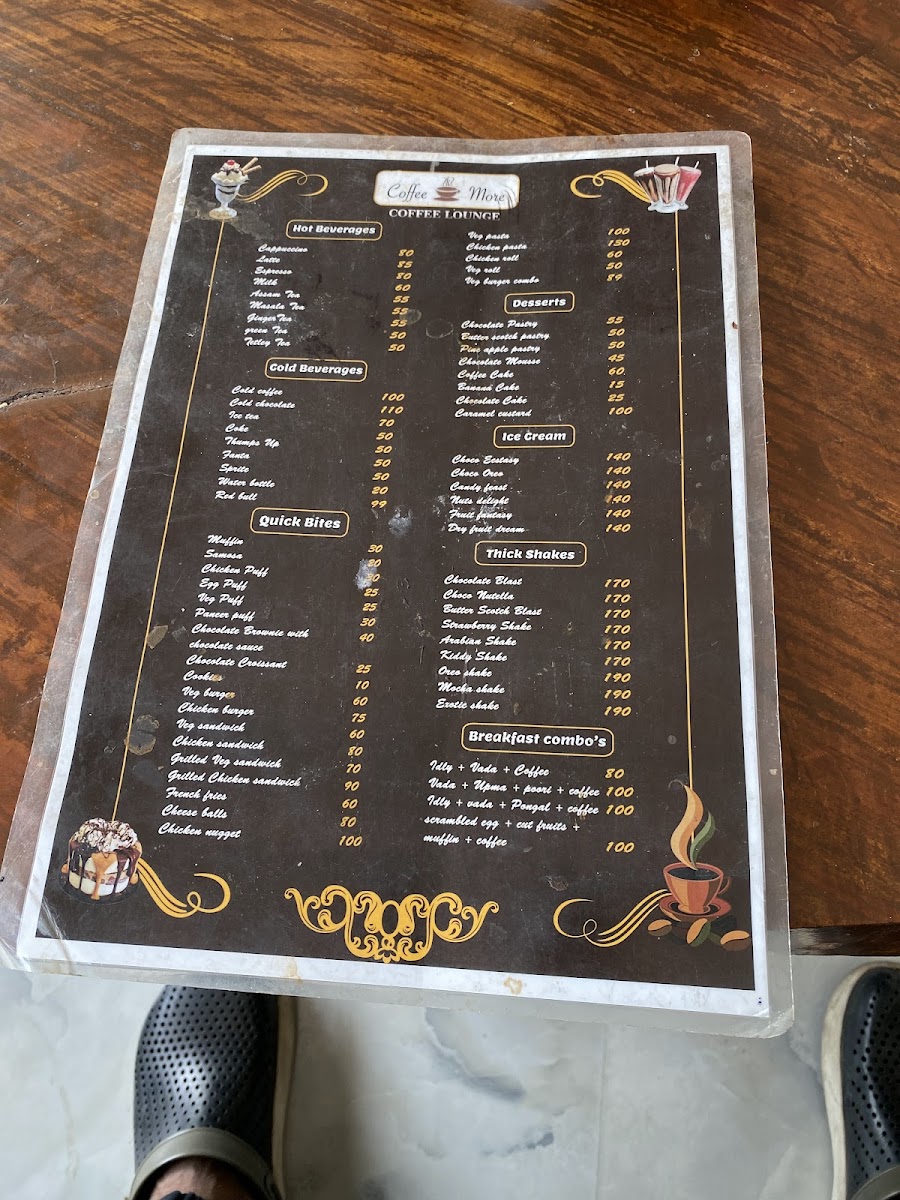 Coffee More
COFFEE LOUNGE
Hot Beverages
Cappuccino 80
Latte 85
Espresso 80
Milk 60
Assam Tea 55
Masala Tea 55
GingerTea 55
green Tea 50
Tetley Tea 50
Cold Beverages
Cold coffee 100
Cold chocolate 110
Ice tea 70
Coke 50
Thumps Up 50
Fanta 50
Sprite 50
Water bottle 20
Red bull 99
Quick Bites
Muffin 30
Samosa 20
Chicken Puff 30
Egg Puff 25
Veg Puff 25
Paneer puff 30
Chocolate Brownie with 40
chocolate sauce
Chocolate Croissant 25
Cookies 10
Veg burger 60
Chicken burger 75
Veg sandwich 60
Chicken sandwich 80
Grilled Veg sandwich 70
Grilled Chicken sandwich 90
French fries 60
Cheese balls 80
Chicken nugget 100
Veg pasta 100
Chicken pasta 130
Chicken roll 60
Veg roll 50
Veg burger combo 89
Desserts
Chocolate Pastry 55
Butter scotch pastry 50
Pine apple pastry 50
Chocolate Mousse 45
Coffee Cake 60
Banana Cake 15
Chocolate Cake 25
Caramel custard 100
Ice Cream
Choco Ecstasy 140
Choco Oreo 140
Candy feast 140
Nuts delight 140
Fruit fantasy 140
Dry fruit dream 140
Thick Shakes
Chocolate Blast 170
Choco Nutella 170
Butter Scotch Blast 170
Strawberry Shake 170
Arabian Shake 170
Kiddy Shake 170
Oreo shake 190
Mocha shake 190
Exotic shake 190
Breakfast combo's
Idly + Vada + Coffee 80
Vada + Upma + poori + coffee 100
Idly + vada + Pongal + coffee 100
scrambled egg + cut fruits +
muffin + coffee 100